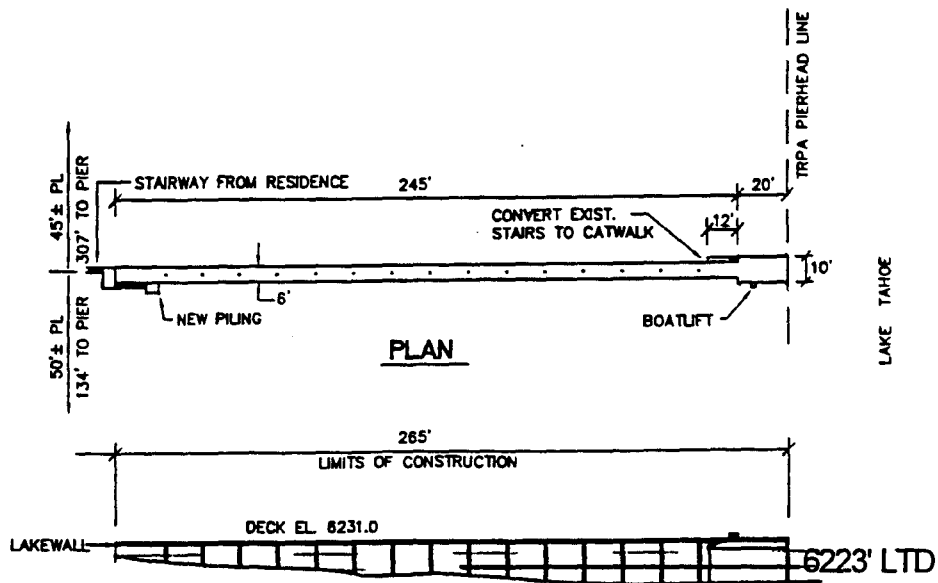 TRPA PIERHEAD LINE
45'± PL
307' TO PIER
STAIRWAY FROM RESIDENCE
245'
20'
CONVERT EXIST.
STAIRS TO CATWALK
12'
10'
6'
NEW PILING
BOATLIFT
LAKE TAHOE
50'± PL
134' TO PIER
PLAN
265'
LIMITS OF CONSTRUCTION
DECK EL. 6231.0
LAKEWALL
6223' LTD